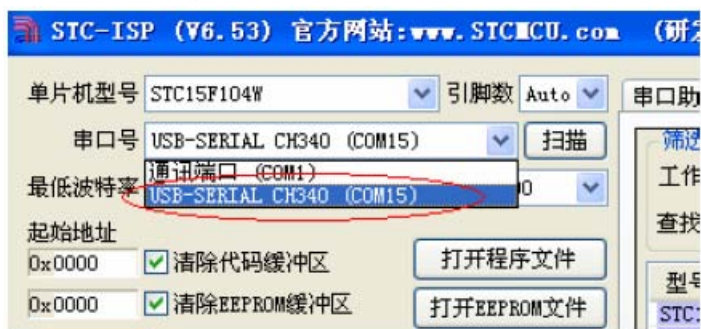 STC-ISP (V6.53) 官方网站:www.STCMCU.com (研
单片机型号 STC15F104W 引脚数 Auto 串口助
串口号 USB-SERIAL CH340 (COM15) 扫描
通讯端口 (COM1)
最低波特率 USB-SERIAL CH340 (COM15) 0 工作
起始地址 查找
0x0000 清除代码缓冲区 打开程序文件
0x0000 清除EEPROM缓冲区 打开EEPROM文件
型号
STC